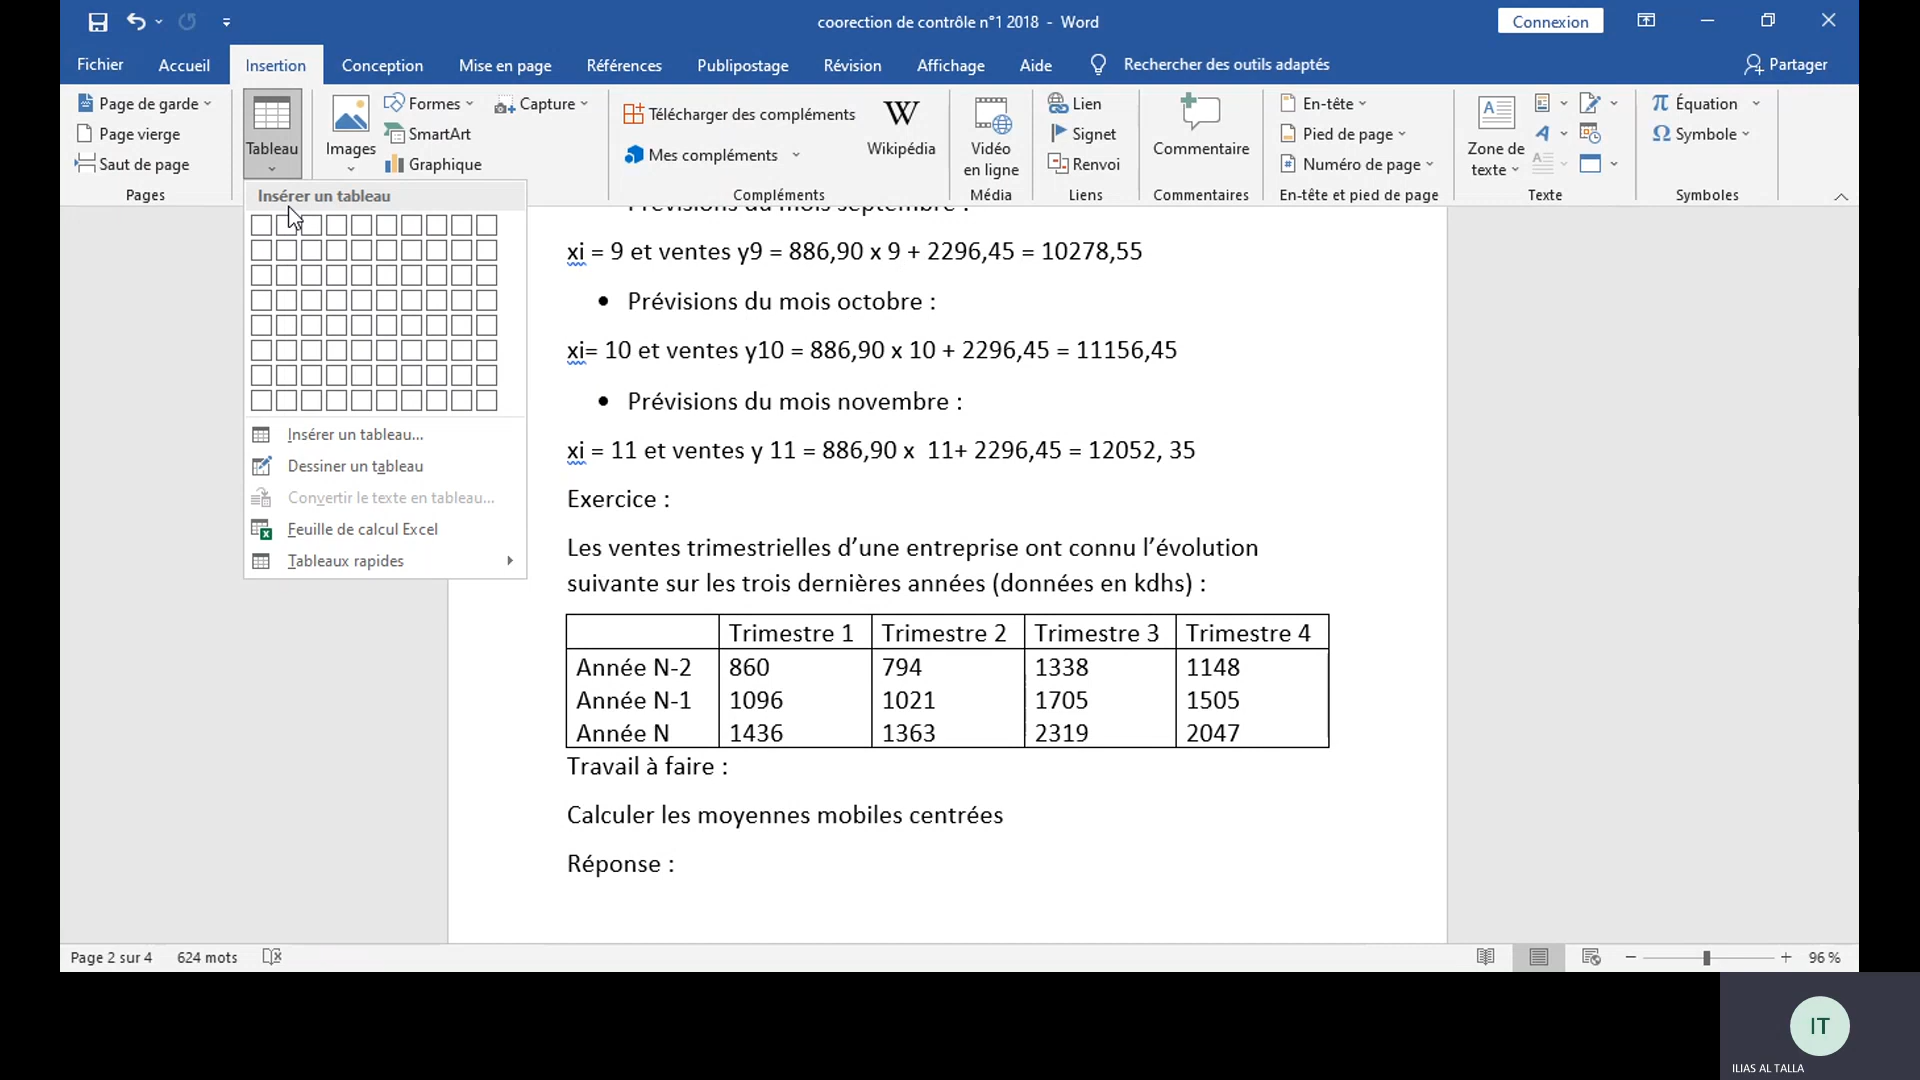 coorection de contrôle n°1 2018 - Word
Connexion
Fichier Accueil Insertion Conception Mise en page Références Publipostage Révision Affichage Aide Rechercher des outils adaptés Partager
Page de garde
Page vierge
Saut de page
Pages
Tableau
Images
Formes
SmartArt
Graphique
Capture
Télécharger des compléments
Mes compléments
Wikipédia
Compléments
Vidéo
en ligne
Média
Lien
Signet
Renvoi
Liens
Commentaire
Commentaires
En-tête
Pied de page
Numéro de page
En-tête et pied de page
Zone de
texte
Texte
Équation
Symbole
Symboles
Insérer un tableau
Insérer un tableau...
Dessiner un tableau
Convertir le texte en tableau...
Feuille de calcul Excel
Tableaux rapides
Prévisions du mois septembre :
xi = 9 et ventes y9 = 886,90 x 9 + 2296,45 = 10278,55
• Prévisions du mois octobre :
xi= 10 et ventes y10 = 886,90 x 10 + 2296,45 = 11156,45
• Prévisions du mois novembre :
xi = 11 et ventes y 11 = 886,90 x 11+ 2296,45 = 12052, 35
Exercice :
Les ventes trimestrielles d’une entreprise ont connu l’évolution
suivante sur les trois dernières années (données en kdhs) :
Trimestre 1 Trimestre 2 Trimestre 3 Trimestre 4
Année N-2 860 794 1338 1148
Année N-1 1096 1021 1705 1505
Année N 1436 1363 2319 2047
Travail à faire :
Calculer les moyennes mobiles centrées
Réponse :
Page 2 sur 4 624 mots 96 %
IT
ILIAS AL TALLA